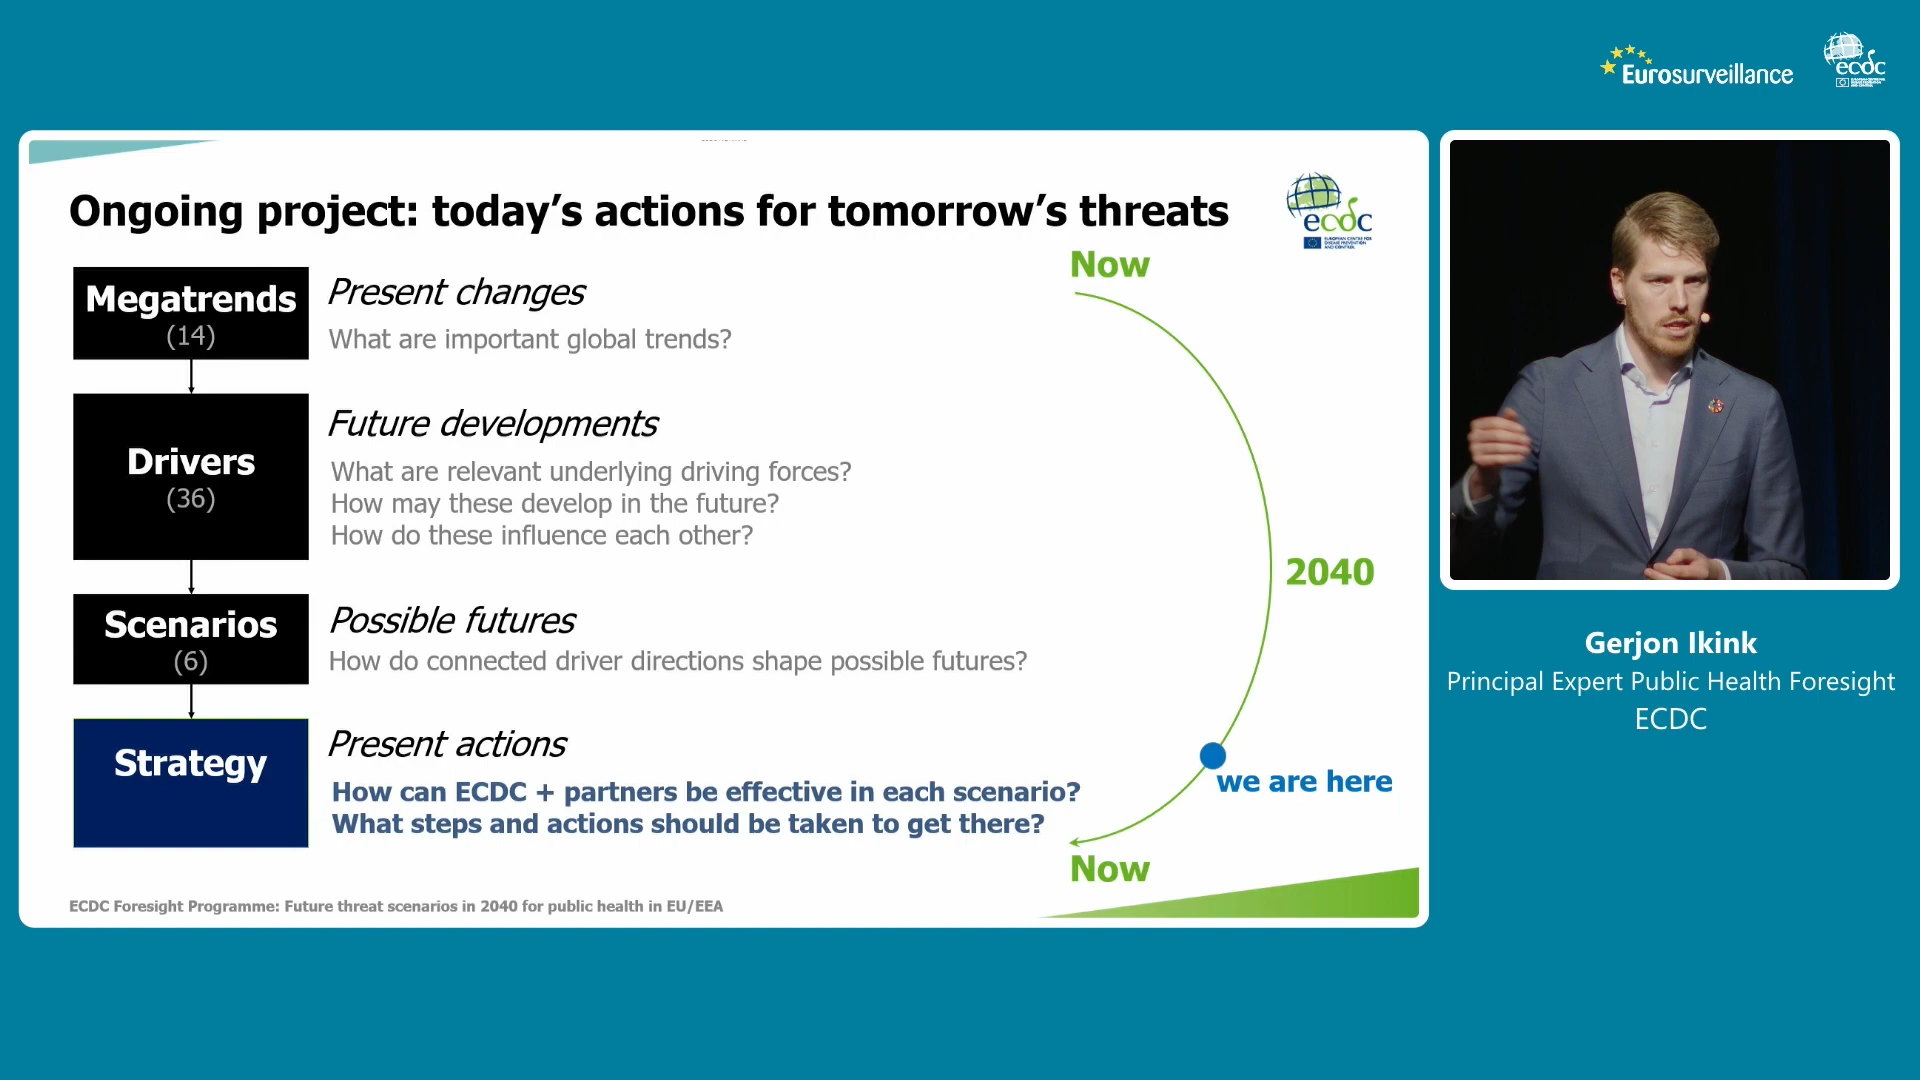 Eurosurveillance
ecdc
Ongoing project: today's actions for tomorrow's threats
ecdc
EUROPEAN CENTRE FOR
DISEASE PREVENTION
AND CONTROL
Now
Megatrends
(14)
Present changes
What are important global trends?
Drivers
(36)
Future developments
What are relevant underlying driving forces?
How may these develop in the future?
How do these influence each other?
2040
Scenarios
(6)
Possible futures
How do connected driver directions shape possible futures?
Strategy
Present actions
How can ECDC + partners be effective in each scenario?
What steps and actions should be taken to get there?
we are here
Now
ECDC Foresight Programme: Future threat scenarios in 2040 for public health in EU/EEA
Gerjon Ikink
Principal Expert Public Health Foresight
ECDC